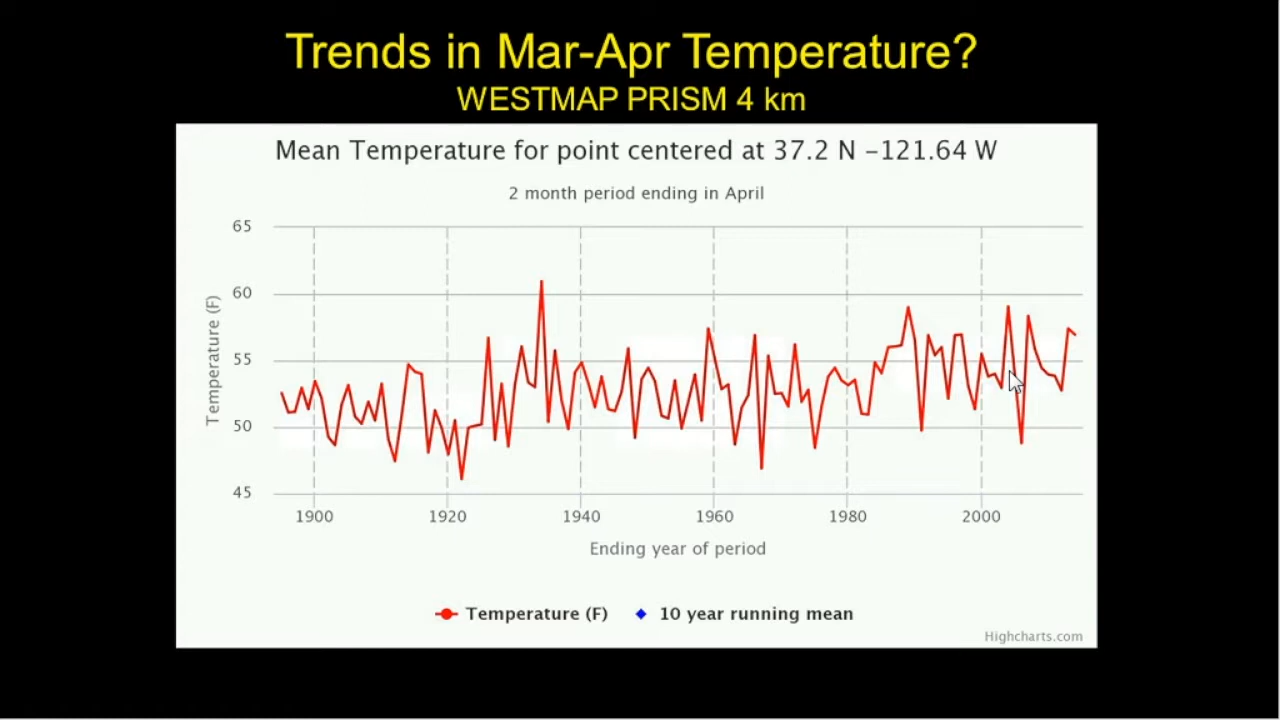 Trends in Mar-Apr Temperature?
WESTMAP PRISM 4 km
Mean Temperature for point centered at 37.2 N −121.64 W
2 month period ending in April
65
60
55
50
45
Temperature (F)
1900 1920 1940 1960 1980 2000
Ending year of period
Temperature (F) 10 year running mean
Highcharts.com